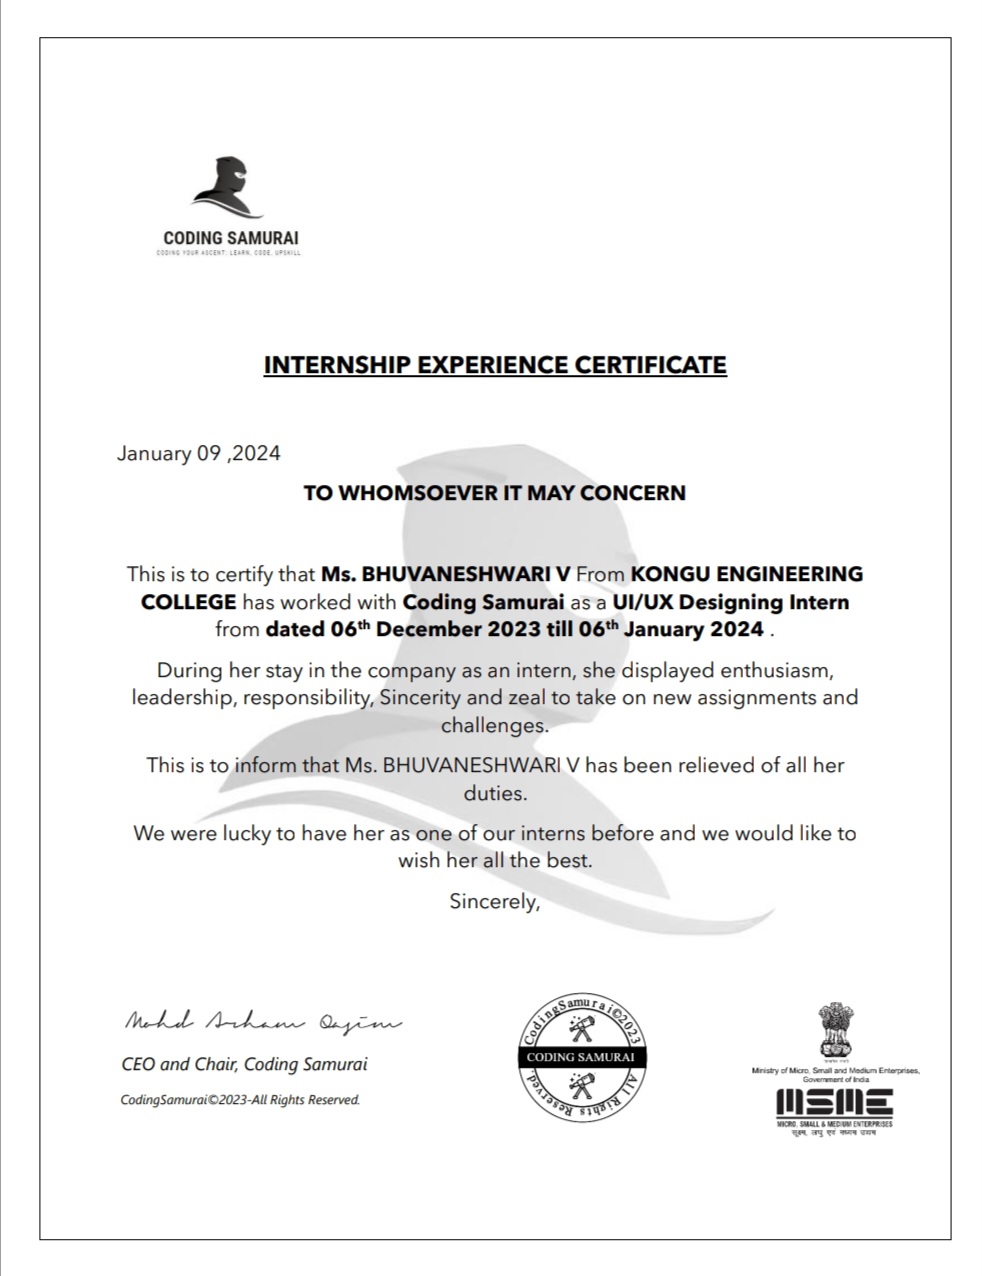 CODING SAMURAI
CODING YOUR ASCENT: LEARN, CODE, UPSKILL
INTERNSHIP EXPERIENCE CERTIFICATE
January 09 ,2024
TO WHOMSOEVER IT MAY CONCERN
This is to certify that Ms. BHUVANESHWARI V From KONGU ENGINEERING
COLLEGE has worked with Coding Samurai as a UI/UX Designing Intern
from dated 06th December 2023 till 06th January 2024 .
During her stay in the company as an intern, she displayed enthusiasm,
leadership, responsibility, Sincerity and zeal to take on new assignments and
challenges.
This is to inform that Ms. BHUVANESHWARI V has been relieved of all her
duties.
We were lucky to have her as one of our interns before and we would like to
wish her all the best.
Sincerely,
Mohd Arham Qasim
CEO and Chair, Coding Samurai
CodingSamurai©2023-All Rights Reserved.
CodingSamurai©2023
CODING SAMURAI
All Rights Reserved.
Ministry of Micro, Small and Medium Enterprises,
Government of India
MSME
MICRO, SMALL & MEDIUM ENTERPRISES
सूक्ष्म, लघु एवं मध्यम उद्यम